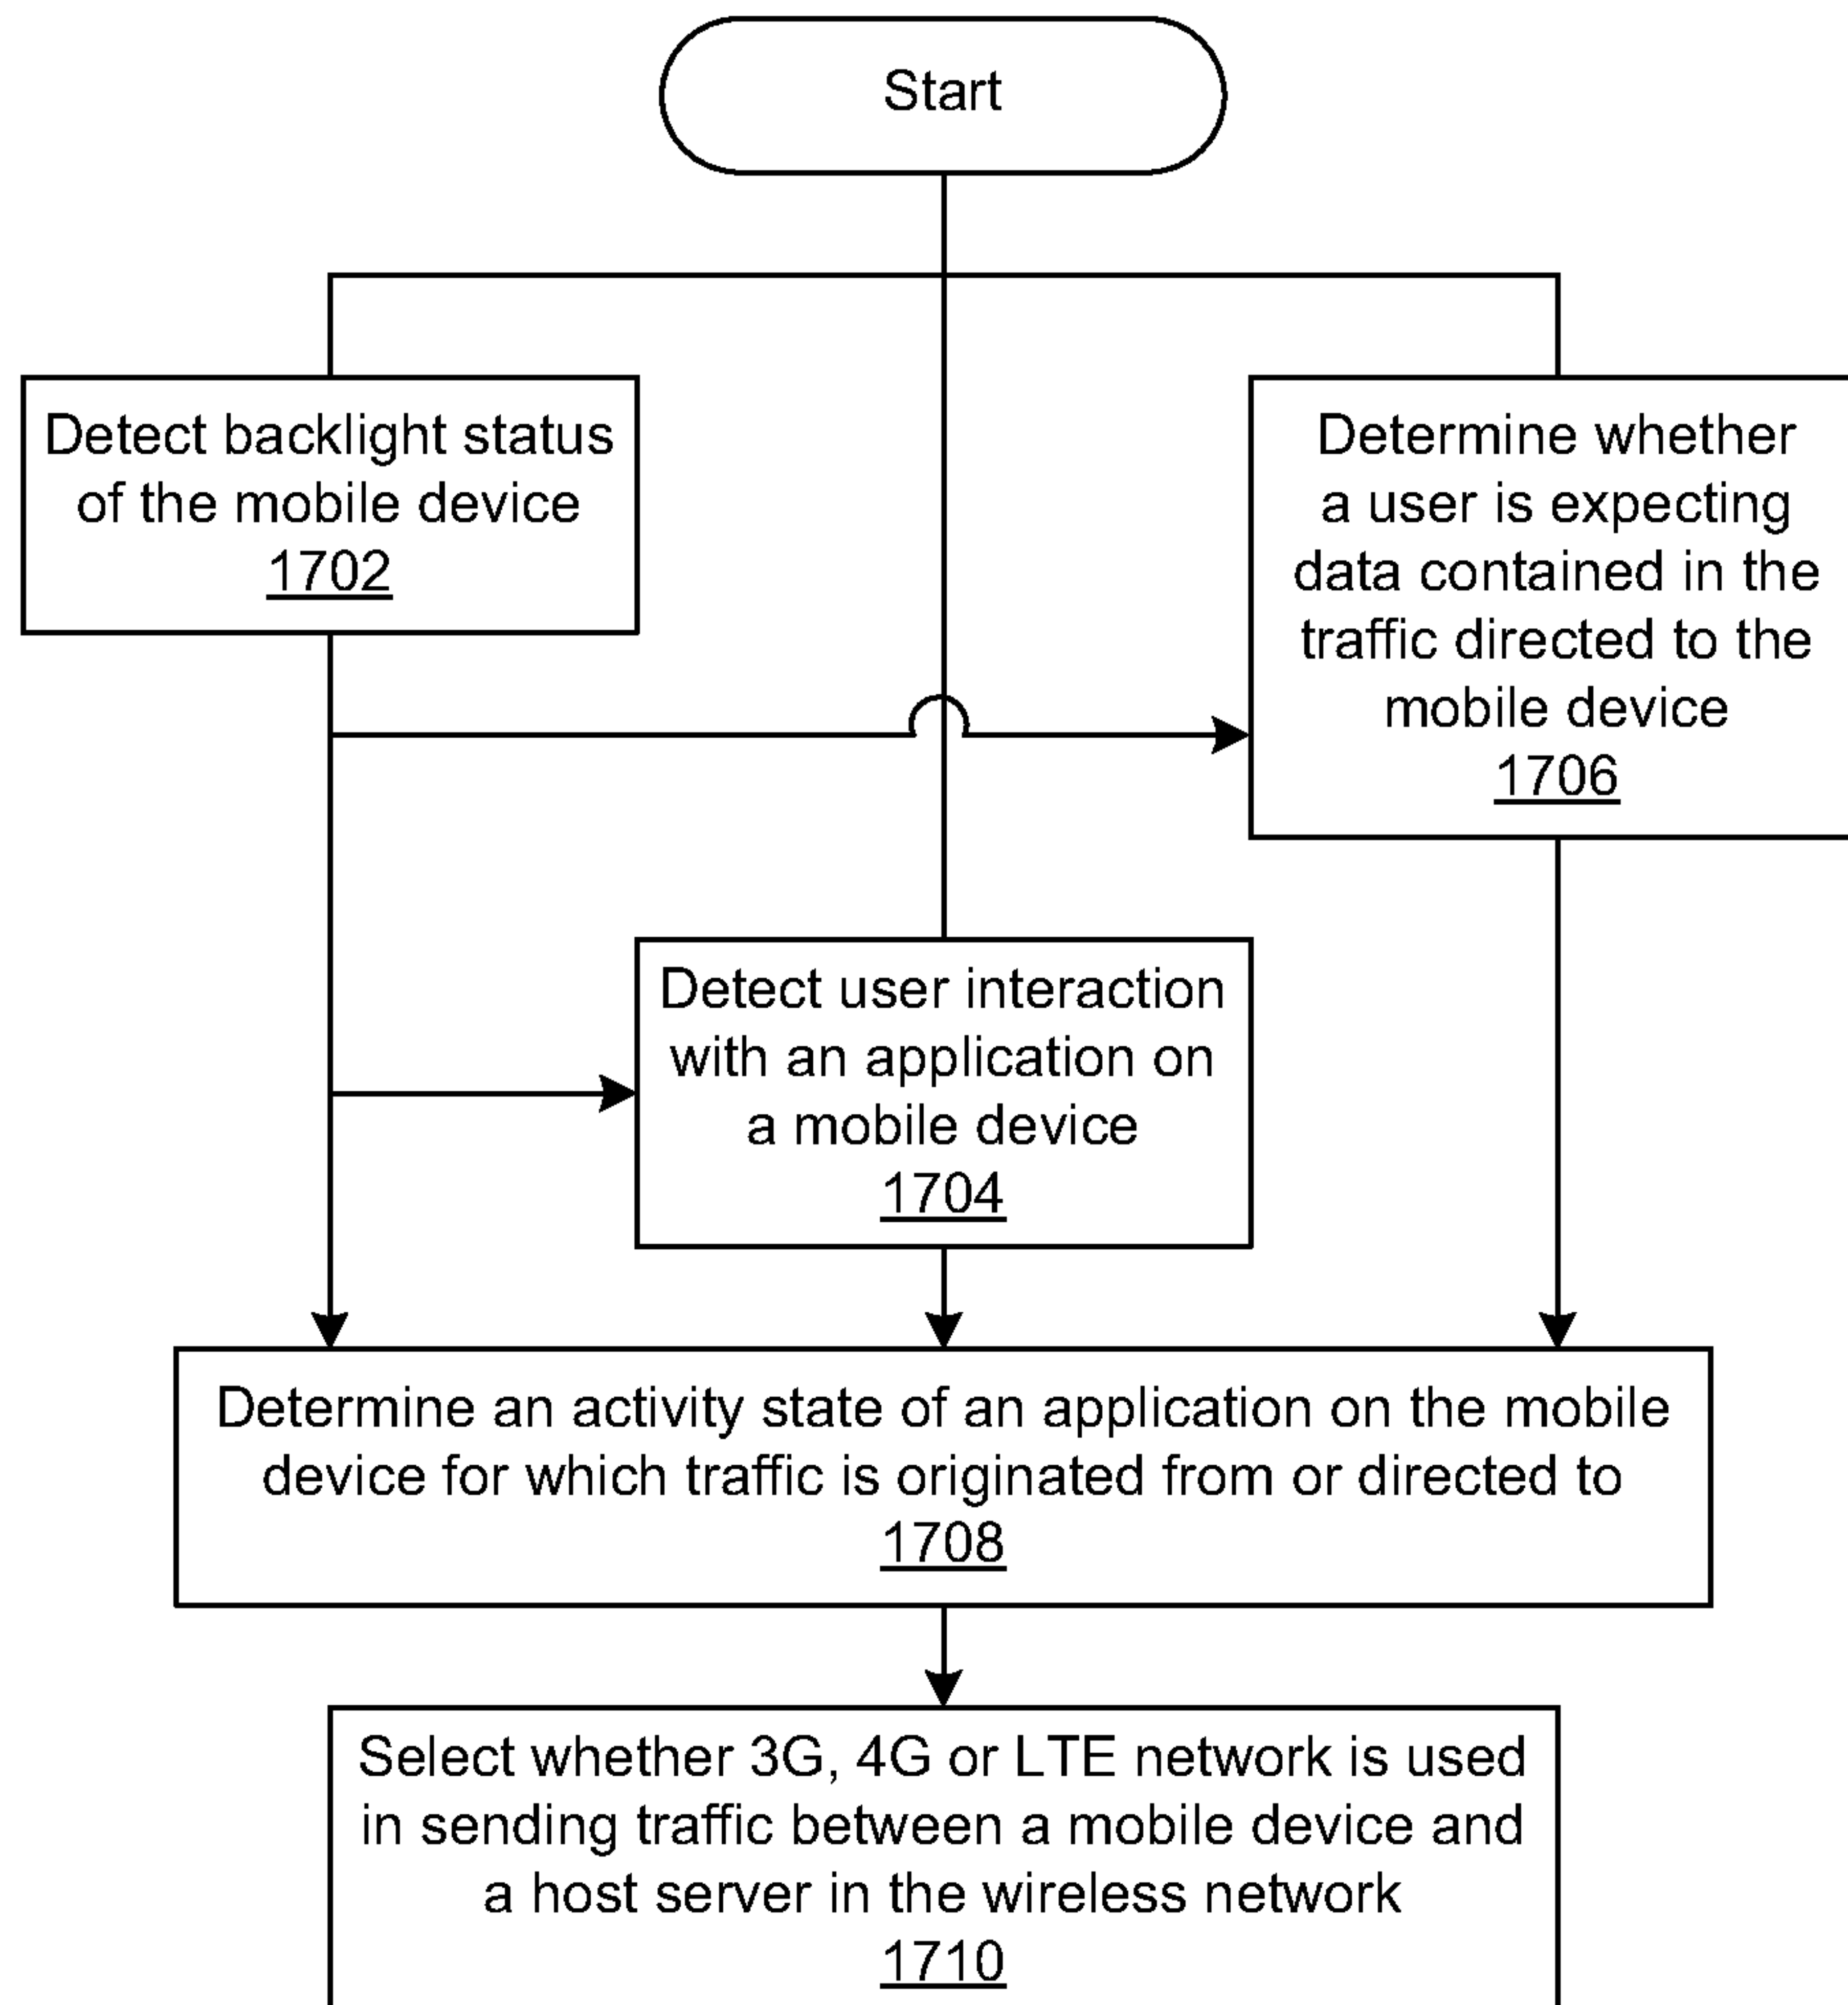 Start
Detect backlight status
of the mobile device
1702
Determine whether
a user is expecting
data contained in the
traffic directed to the
mobile device
1706
Detect user interaction
with an application on
a mobile device
1704
Determine an activity state of an application on the mobile
device for which traffic is originated from or directed to
1708
Select whether 3G, 4G or LTE network is used
in sending traffic between a mobile device and
a host server in the wireless network
1710